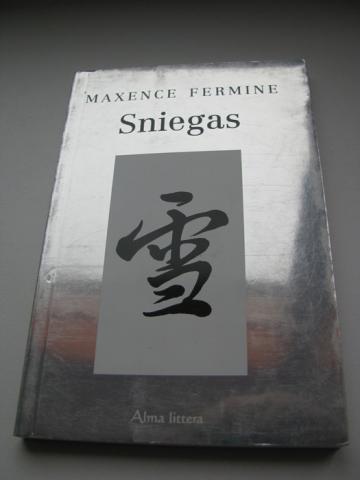 MAXENCE FERMINE
Sniegas
雪
Alma littera